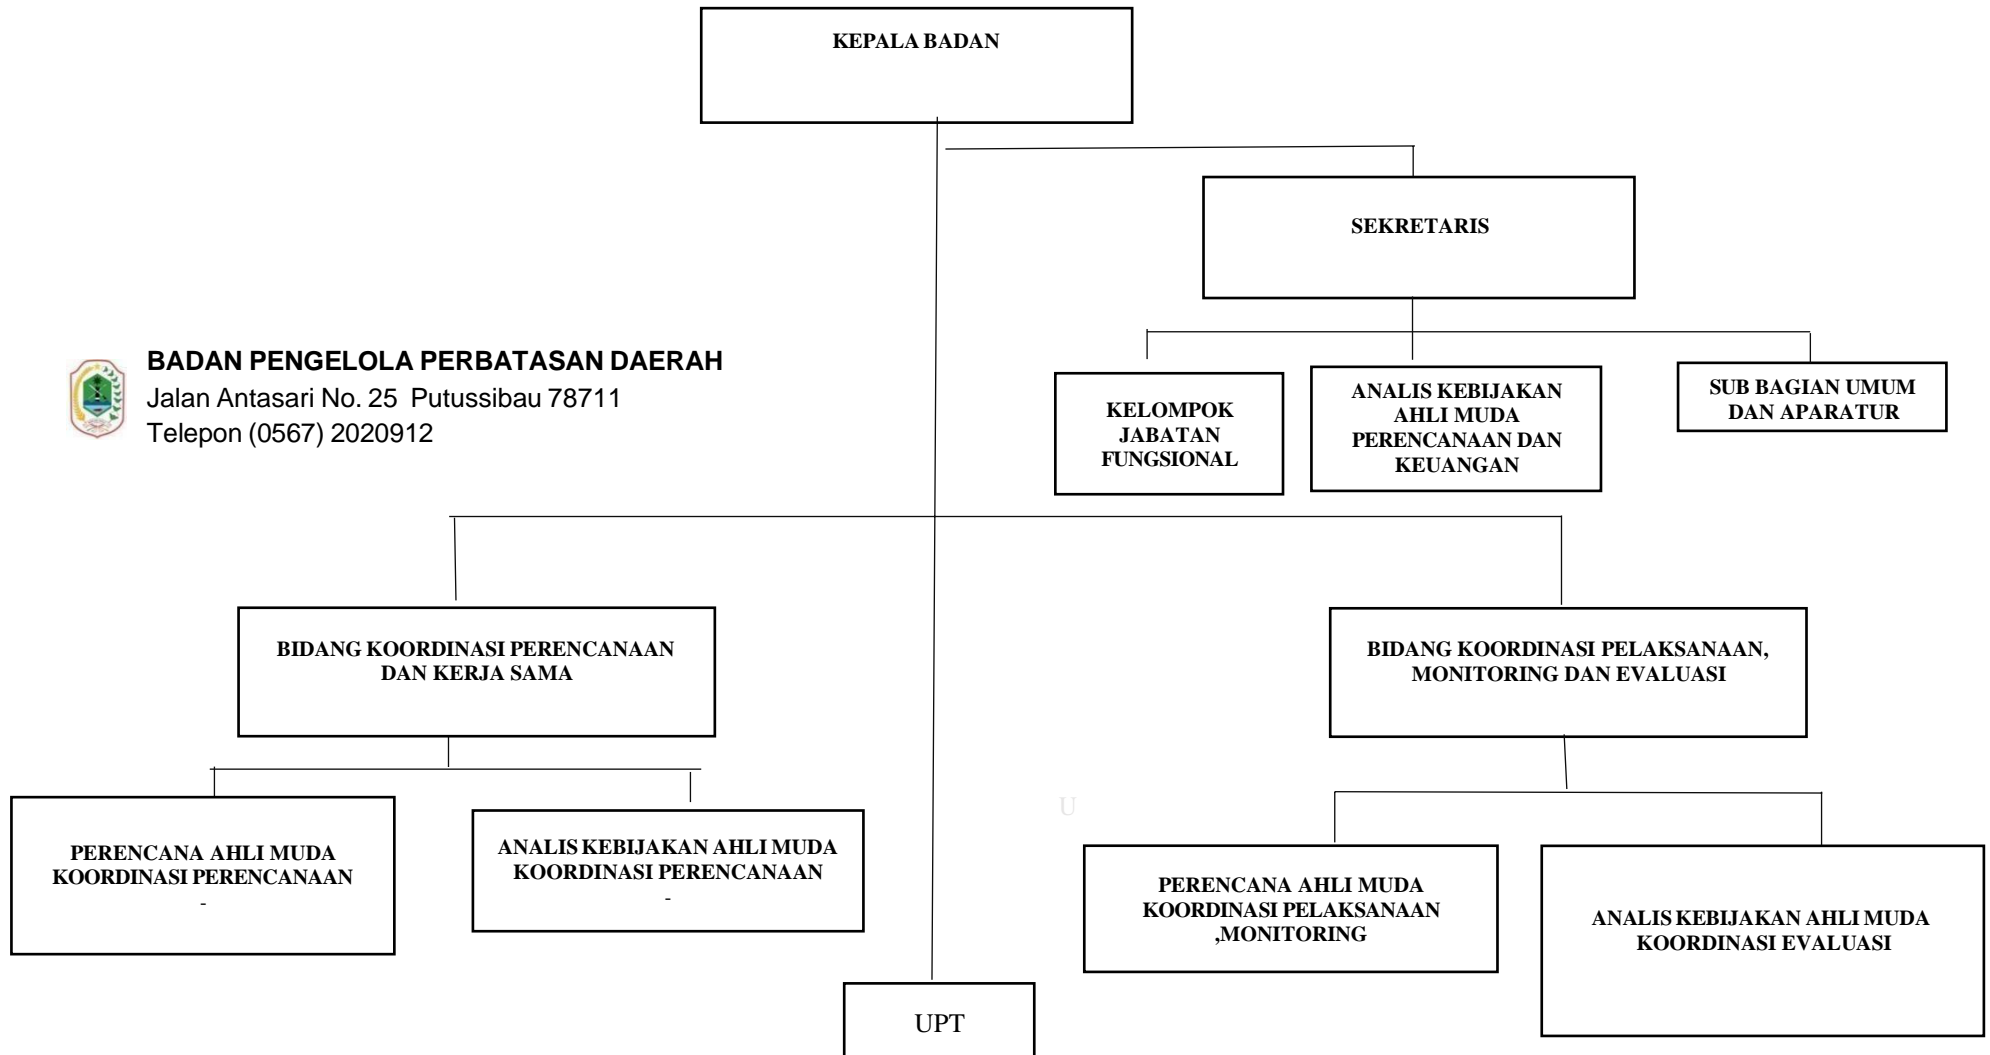 KEPALA BADAN
SEKRETARIS
BADAN PENGELOLA PERBATASAN DAERAH
Jalan Antasari No. 25 Putussibau 78711
Telepon (0567) 2020912
KELOMPOK
JABATAN
FUNGSIONAL
ANALIS KEBIJAKAN
AHLI MUDA
PERENCANAAN DAN
KEUANGAN
SUB BAGIAN UMUM
DAN APARATUR
BIDANG KOORDINASI PERENCANAAN
DAN KERJA SAMA
BIDANG KOORDINASI PELAKSANAAN,
MONITORING DAN EVALUASI
PERENCANA AHLI MUDA
KOORDINASI PERENCANAAN
-
ANALIS KEBIJAKAN AHLI MUDA
KOORDINASI PERENCANAAN
-
U
PERENCANA AHLI MUDA
KOORDINASI PELAKSANAAN
,MONITORING
ANALIS KEBIJAKAN AHLI MUDA
KOORDINASI EVALUASI
UPT